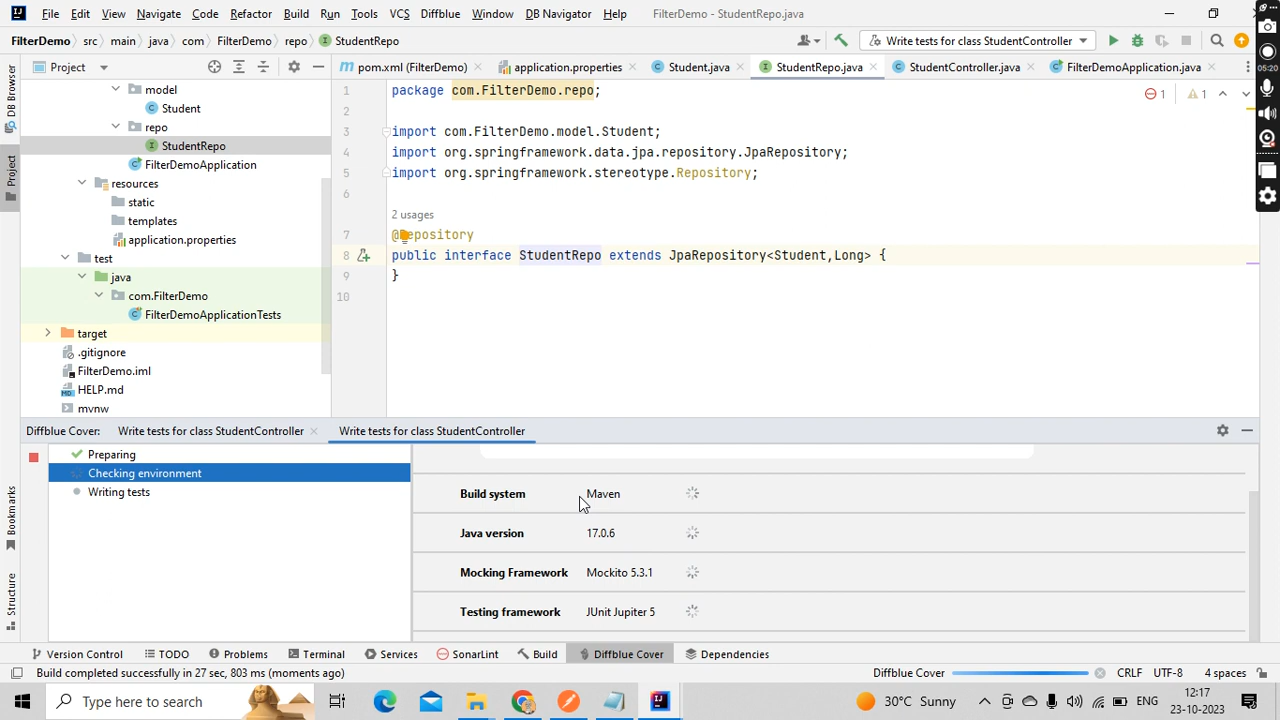 File Edit View Navigate Code Refactor Build Run Tools VCS Diffblue Window DB Navigator Help FilterDemo - StudentRepo.java
FilterDemo src main java com FilterDemo repo StudentRepo Write tests for class StudentController
05:20
Project pom.xml (FilterDemo) application.properties Student.java StudentRepo.java StudentController.java FilterDemoApplication.java
DB Browser
Project
Bookmarks
Structure
model
Student
repo
StudentRepo
FilterDemoApplication
resources
static
templates
application.properties
test
java
com.FilterDemo
FilterDemoApplicationTests
target
.gitignore
FilterDemo.iml
HELP.md
mvnw
1 package com.FilterDemo.repo; 1 1
2
3 import com.FilterDemo.model.Student;
4 import org.springframework.data.jpa.repository.JpaRepository;
5 import org.springframework.stereotype.Repository;
6
2 usages
7 @Repository
8 public interface StudentRepo extends JpaRepository<Student,Long> {
9 }
10
Diffblue Cover: Write tests for class StudentController Write tests for class StudentController
Preparing
Checking environment
Writing tests
Build system Maven
Java version 17.0.6
Mocking Framework Mockito 5.3.1
Testing framework JUnit Jupiter 5
Version Control TODO Problems Terminal Services SonarLint Build Diffblue Cover Dependencies
Build completed successfully in 27 sec, 803 ms (moments ago) Diffblue Cover CRLF UTF-8 4 spaces
Type here to search 30°C Sunny ENG 12:17
23-10-2023